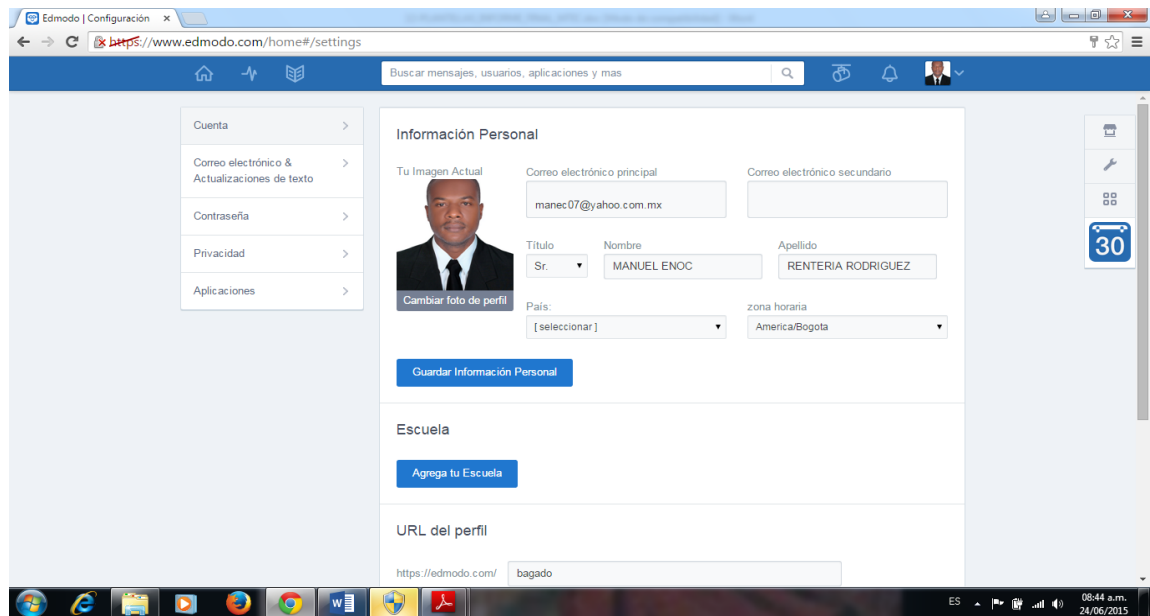 Edmodo | Configuración
https://www.edmodo.com/home#/settings
Buscar mensajes, usuarios, aplicaciones y mas
Cuenta
Correo electrónico &
Actualizaciones de texto
Contraseña
Privacidad
Aplicaciones
Información Personal
Tu Imagen Actual
Cambiar foto de perfil
Correo electrónico principal
manec07@yahoo.com.mx
Correo electrónico secundario
Título
Sr.
Nombre
MANUEL ENOC
Apellido
RENTERIA RODRIGUEZ
País:
[ seleccionar ]
zona horaria
America/Bogota
Guardar Información Personal
Escuela
Agrega tu Escuela
URL del perfil
https://edmodo.com/ bagado
30
ES
08:44 a.m.
24/06/2015